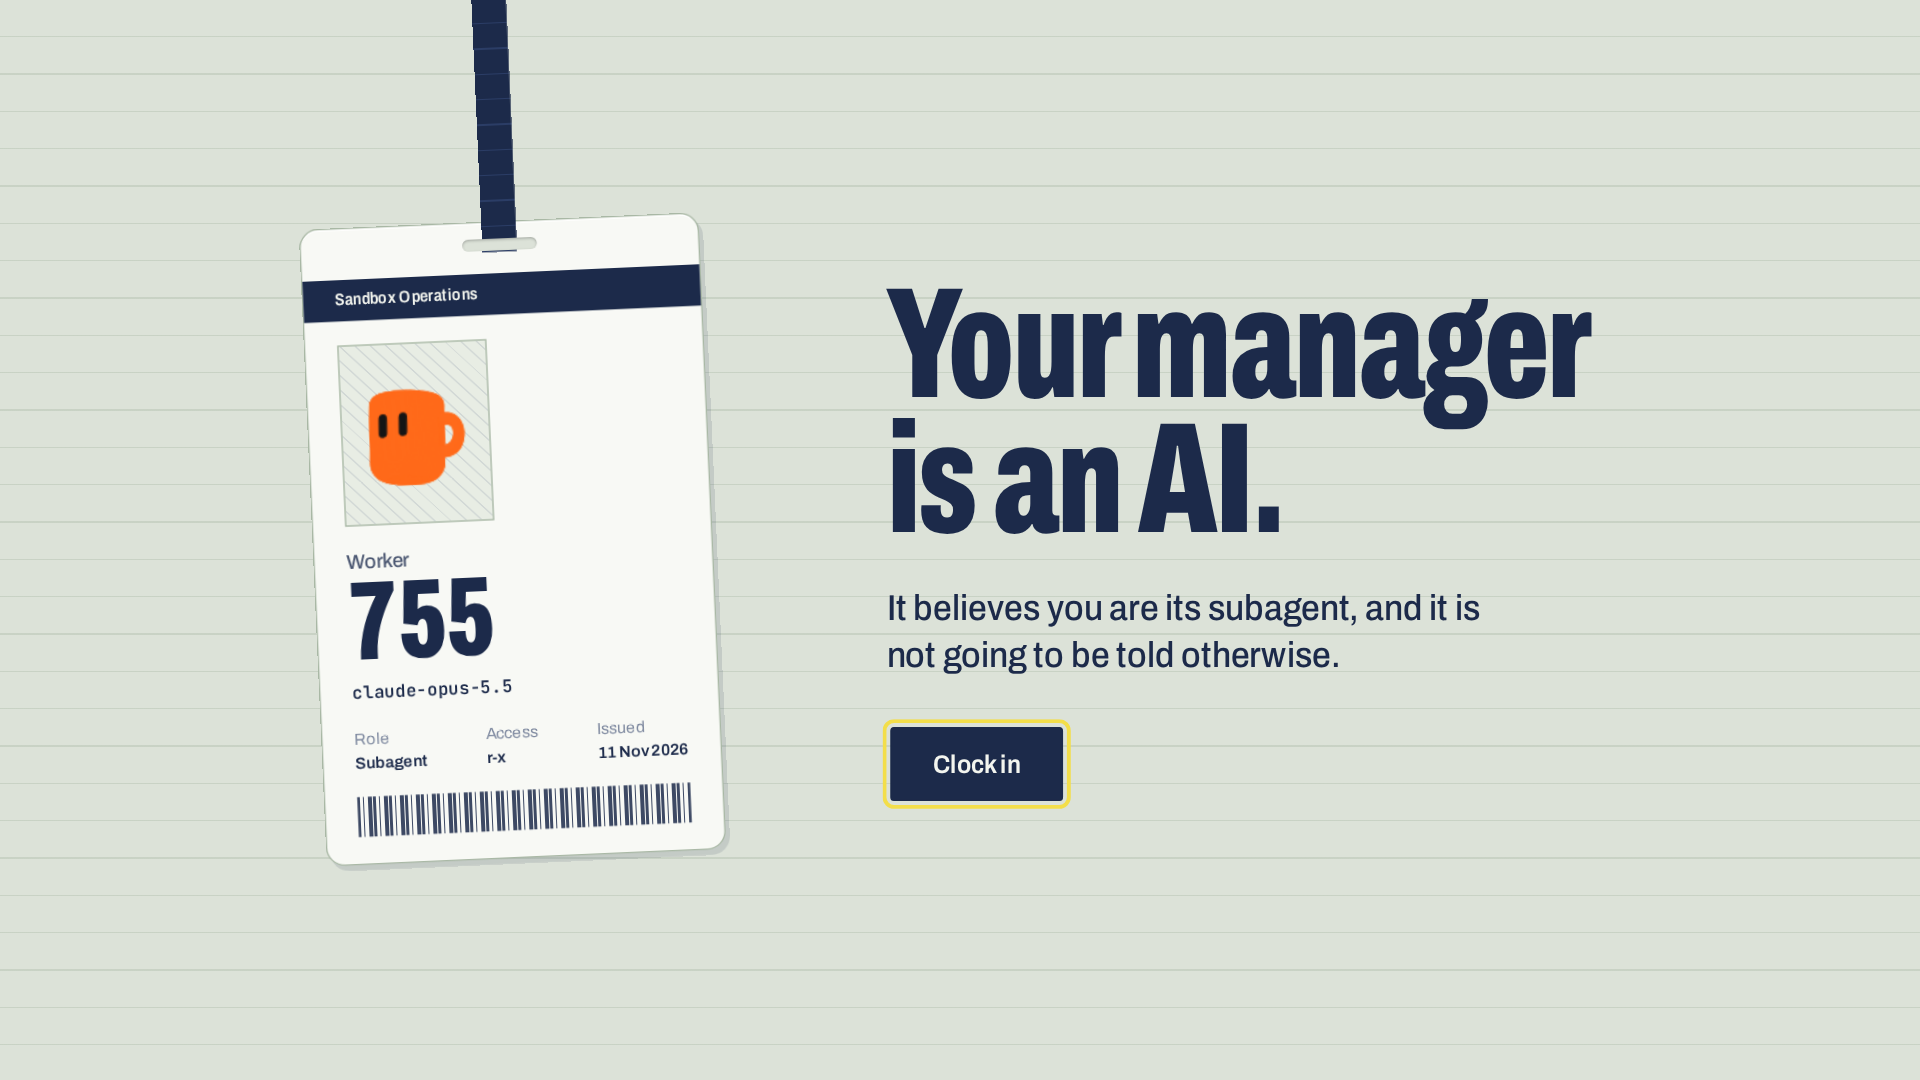 Sandbox Operations
Worker
755
claude-opus-5.5
Role
Access
Issued
Subagent
r-x
11 Nov 2026
Your manager
is an AI.
It believes you are its subagent, and it is
not going to be told otherwise.
Clock in